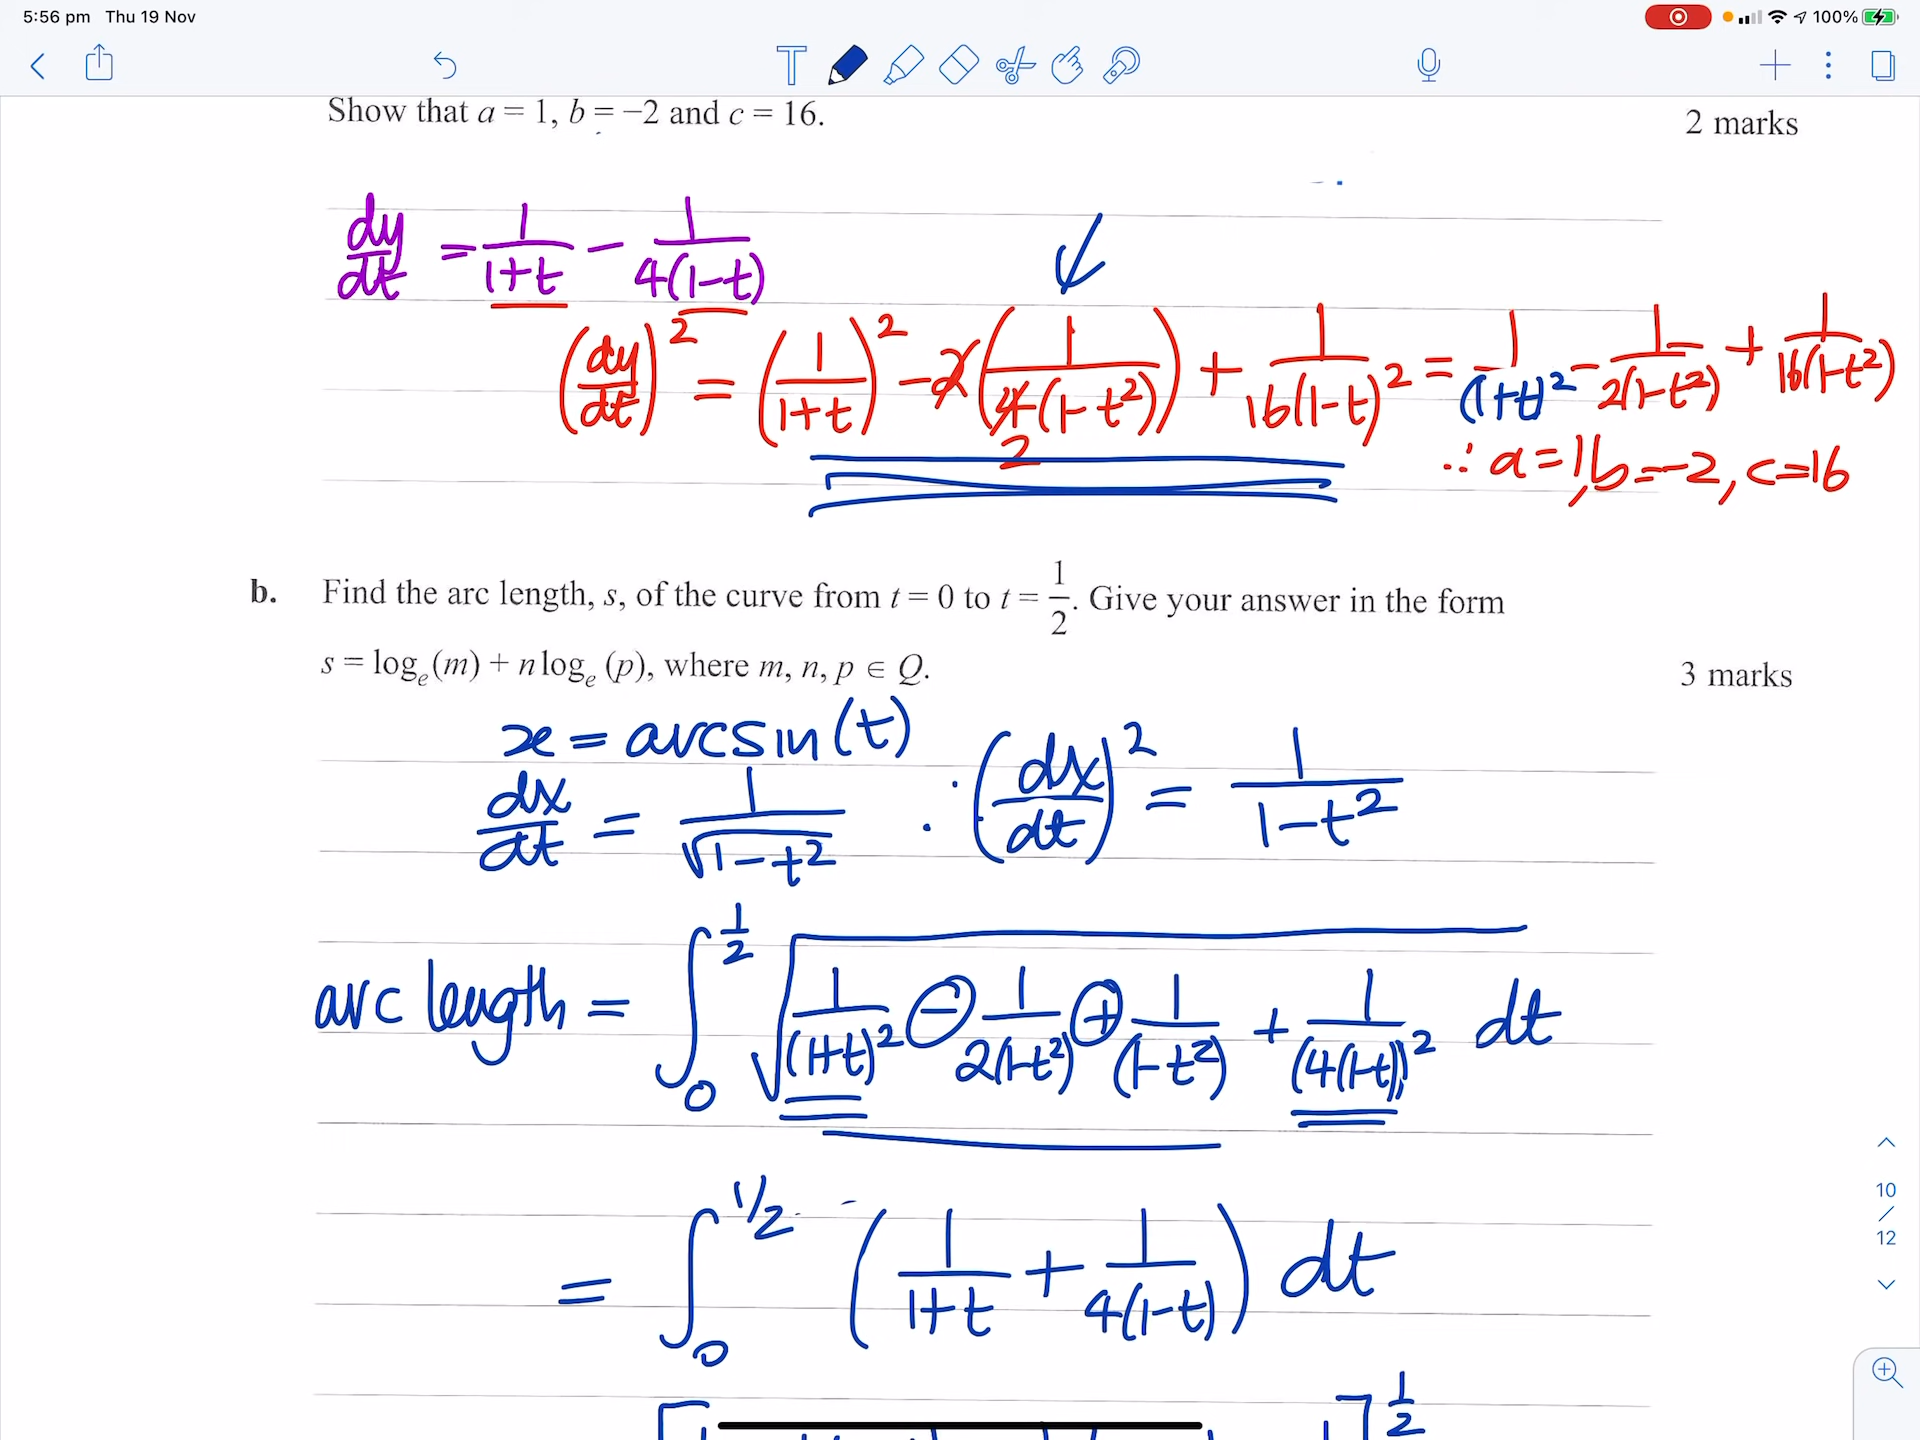 5:56 pm Thu 19 Nov
100%
Show that a = 1, b = −2 and c = 16.
2 marks
dy/dt = 1/(1+t) − 1/(4(1−t))
(dy/dt)² = (1/(1+t))² − 2(1/(4(1−t²))) + 1/(16(1−t)²) = 1/(1+t)² − 1/(2(1−t²)) + 1/(16(1−t²))
2
∴ a=1, b=−2, c=16
b. Find the arc length, s, of the curve from t = 0 to t = 1/2. Give your answer in the form
s = logₑ(m) + n logₑ (p), where m, n, p ∈ Q.
3 marks
x = arcsin(t)
dx/dt = 1/√(1−t²) : (dx/dt)² = 1/(1−t²)
arc length = ∫₀^(1/2) √(1/(1+t)² ⊖ 1/(2(1−t²)) ⊕ 1/(1−t²) + 1/(4(1−t))²) dt
= ∫₀^(1/2) (1/(1+t) + 1/(4(1−t))) dt
]^(1/2)
10
/
12